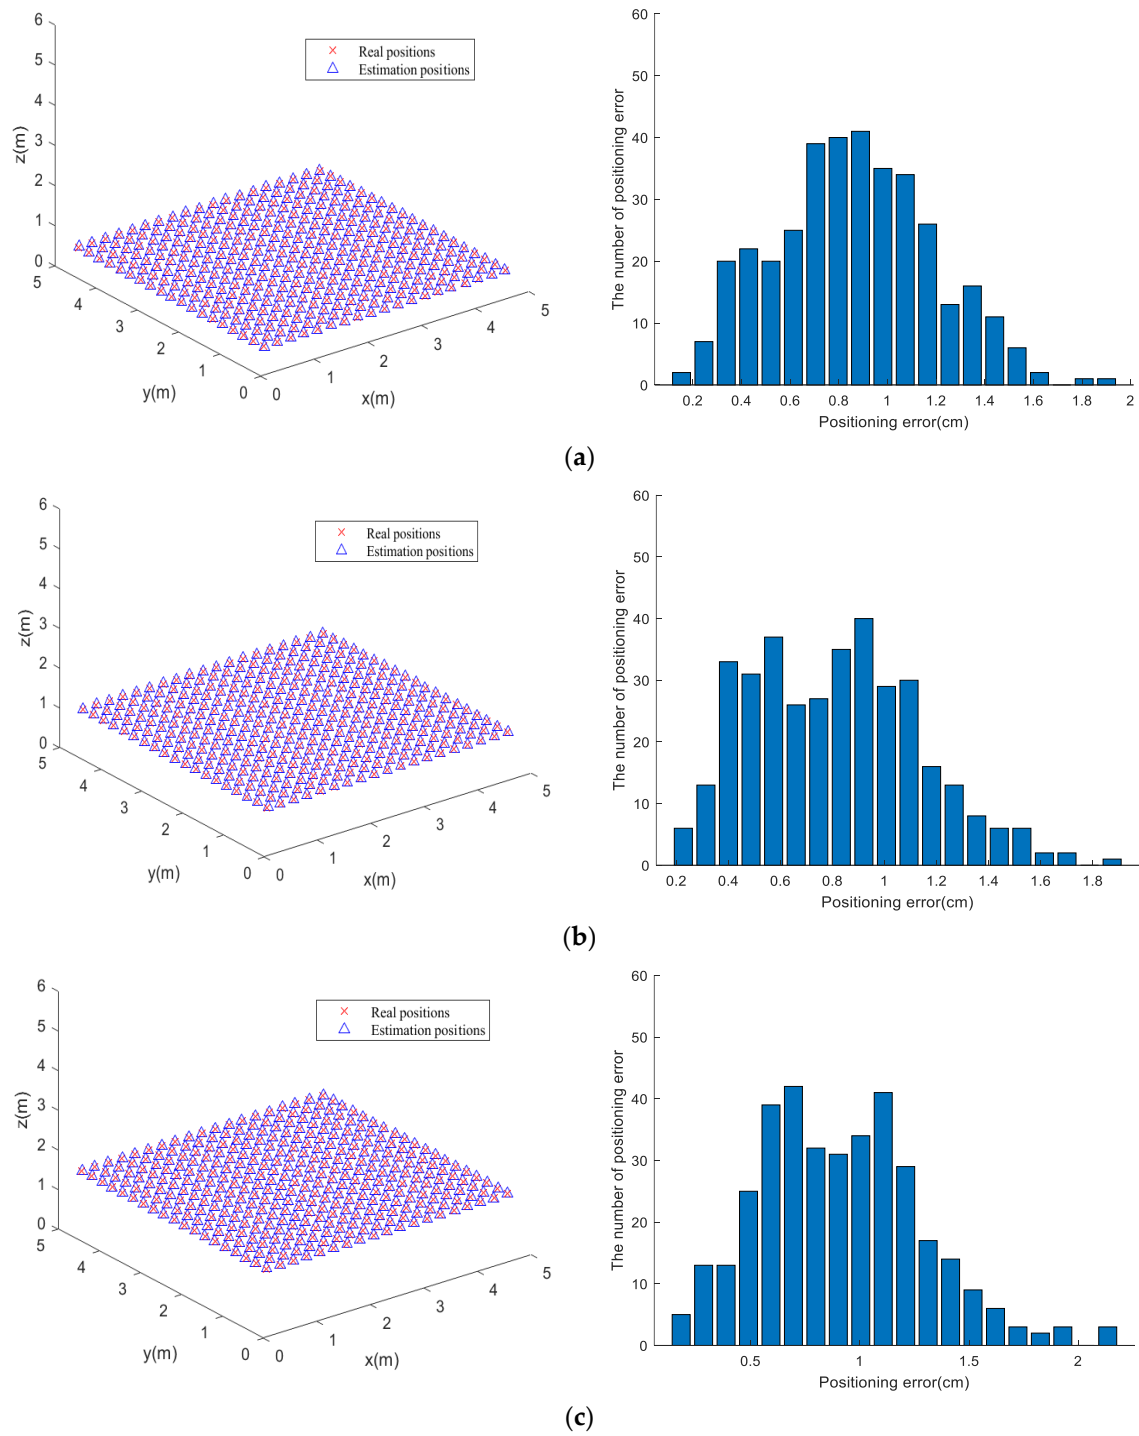 6
5
4
3
2
1
0
z(m)
Real positions
Estimation positions
5
4
3
2
1
0
y(m)
0
1
2
3
4
5
x(m)
60
50
40
30
20
10
0
The number of positioning error
0.2 0.4 0.6 0.8 1 1.2 1.4 1.6 1.8 2
Positioning error(cm)
(a)
6
5
4
3
2
1
0
z(m)
Real positions
Estimation positions
5
4
3
2
1
0
y(m)
0
1
2
3
4
5
x(m)
60
50
40
30
20
10
0
The number of positioning error
0.2 0.4 0.6 0.8 1 1.2 1.4 1.6 1.8
Positioning error(cm)
(b)
6
5
4
3
2
1
0
z(m)
Real positions
Estimation positions
5
4
3
2
1
0
y(m)
0
1
2
3
4
5
x(m)
60
50
40
30
20
10
0
The number of positioning error
0.5 1 1.5 2
Positioning error(cm)
(c)